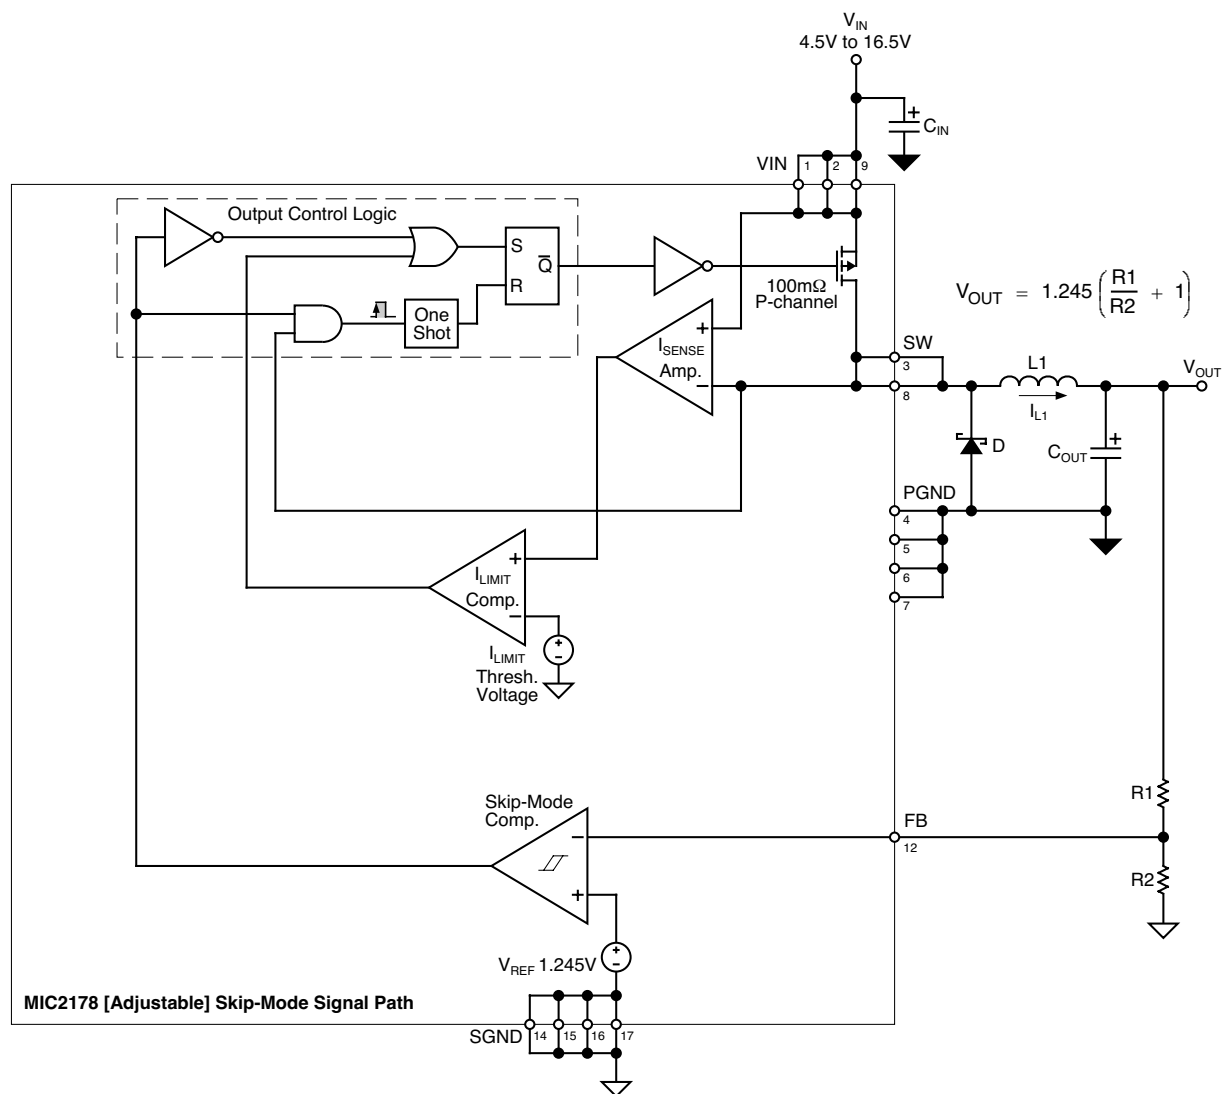 V_IN
4.5V to 16.5V
+
C_IN
VIN
1 2 9
Output Control Logic
S
Q̅
R
One
Shot
100mΩ
P-channel
V_OUT = 1.245 (R1/R2 + 1)
+
I_SENSE
Amp.
−
SW
3
8
L1
I_L1
V_OUT
D
+
C_OUT
PGND
4
5
6
7
+
I_LIMIT
Comp.
−
+
−
I_LIMIT
Thresh.
Voltage
Skip-Mode
Comp.
−
+
FB
12
R1
R2
+
−
V_REF 1.245V
MIC2178 [Adjustable] Skip-Mode Signal Path
SGND
14 15 16 17